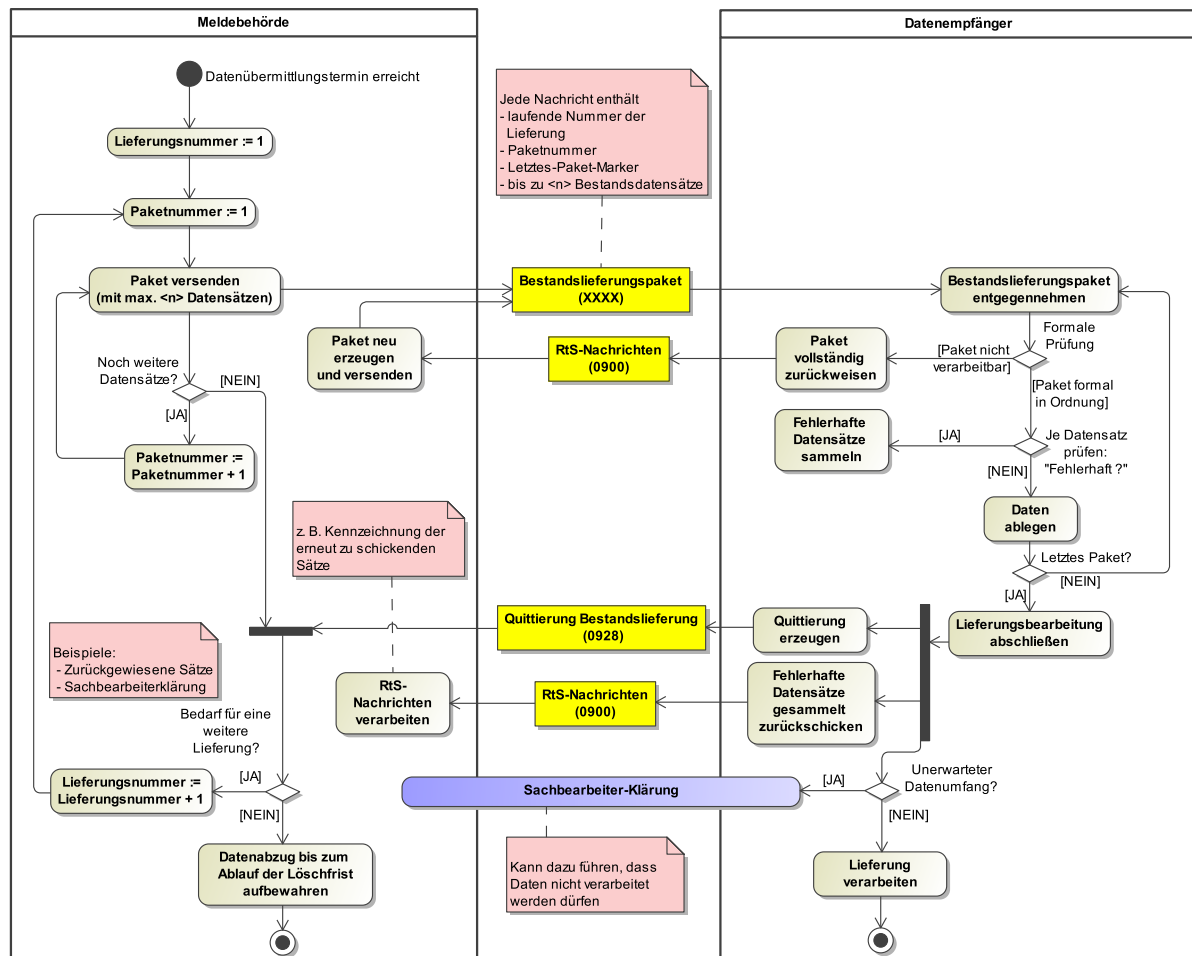 Meldebehörde
Datenempfänger
Datenübermittlungstermin erreicht
Lieferungsnummer := 1
Paketnummer := 1
Paket versenden
(mit max. <n> Datensätzen)
Noch weitere
Datensätze?
[NEIN]
[JA]
Paketnummer :=
Paketnummer + 1
Jede Nachricht enthält
- laufende Nummer der
Lieferung
- Paketnummer
- Letztes-Paket-Marker
- bis zu <n> Bestandsdatensätze
Bestandslieferungspaket
(XXXX)
Paket neu
erzeugen
und versenden
RtS-Nachrichten
(0900)
Paket
vollständig
zurückweisen
Bestandslieferungspaket
entgegennehmen
Formale
Prüfung
[Paket nicht
verarbeitbar]
[Paket formal
in Ordnung]
Fehlerhafte
Datensätze
sammeln
[JA]
Je Datensatz
prüfen:
"Fehlerhaft ?"
[NEIN]
Daten
ablegen
Letztes Paket?
[NEIN]
[JA]
z. B. Kennzeichnung der
erneut zu schickenden
Sätze
Quittierung Bestandslieferung
(0928)
Quittierung
erzeugen
Lieferungsbearbeitung
abschließen
Beispiele:
- Zurückgewiesene Sätze
- Sachbearbeiterklärung
RtS-
Nachrichten
verarbeiten
RtS-Nachrichten
(0900)
Fehlerhafte
Datensätze
gesammelt
zurückschicken
Bedarf für eine
weitere
Lieferung?
Lieferungsnummer :=
Lieferungsnummer + 1
[JA]
[NEIN]
Sachbearbeiter-Klärung
[JA]
Unerwarteter
Datenumfang?
[NEIN]
Datenabzug bis zum
Ablauf der Löschfrist
aufbewahren
Kann dazu führen, dass
Daten nicht verarbeitet
werden dürfen
Lieferung
verarbeiten